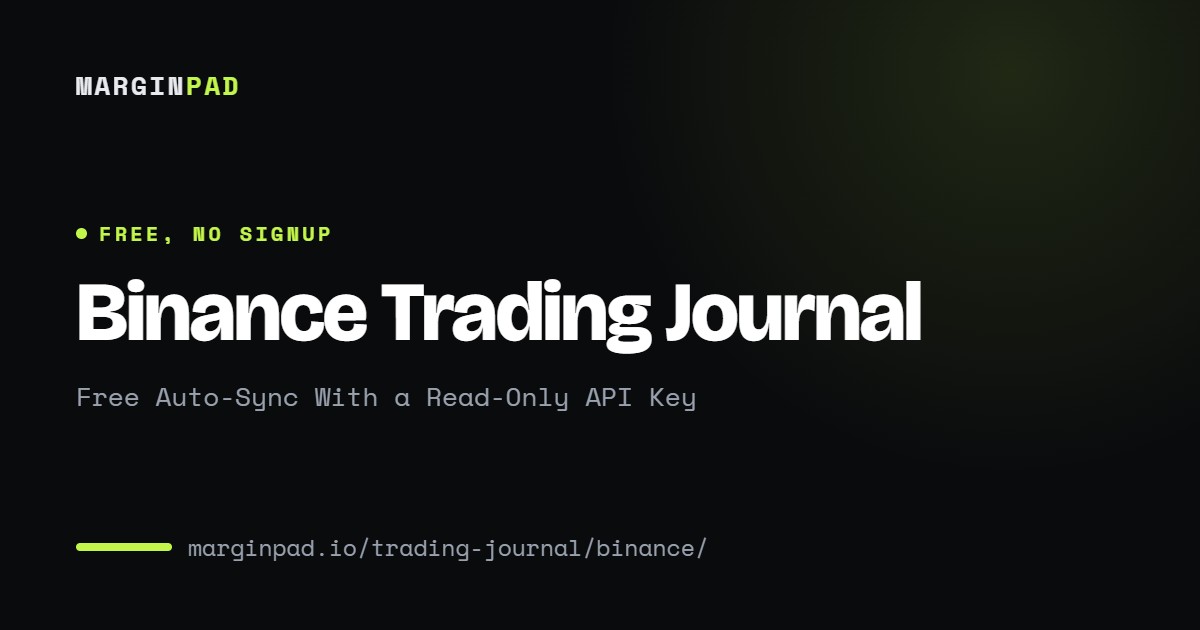 MARGINPAD
FREE, NO SIGNUP
Binance Trading Journal
Free Auto-Sync With a Read-Only API Key
marginpad.io/trading-journal/binance/